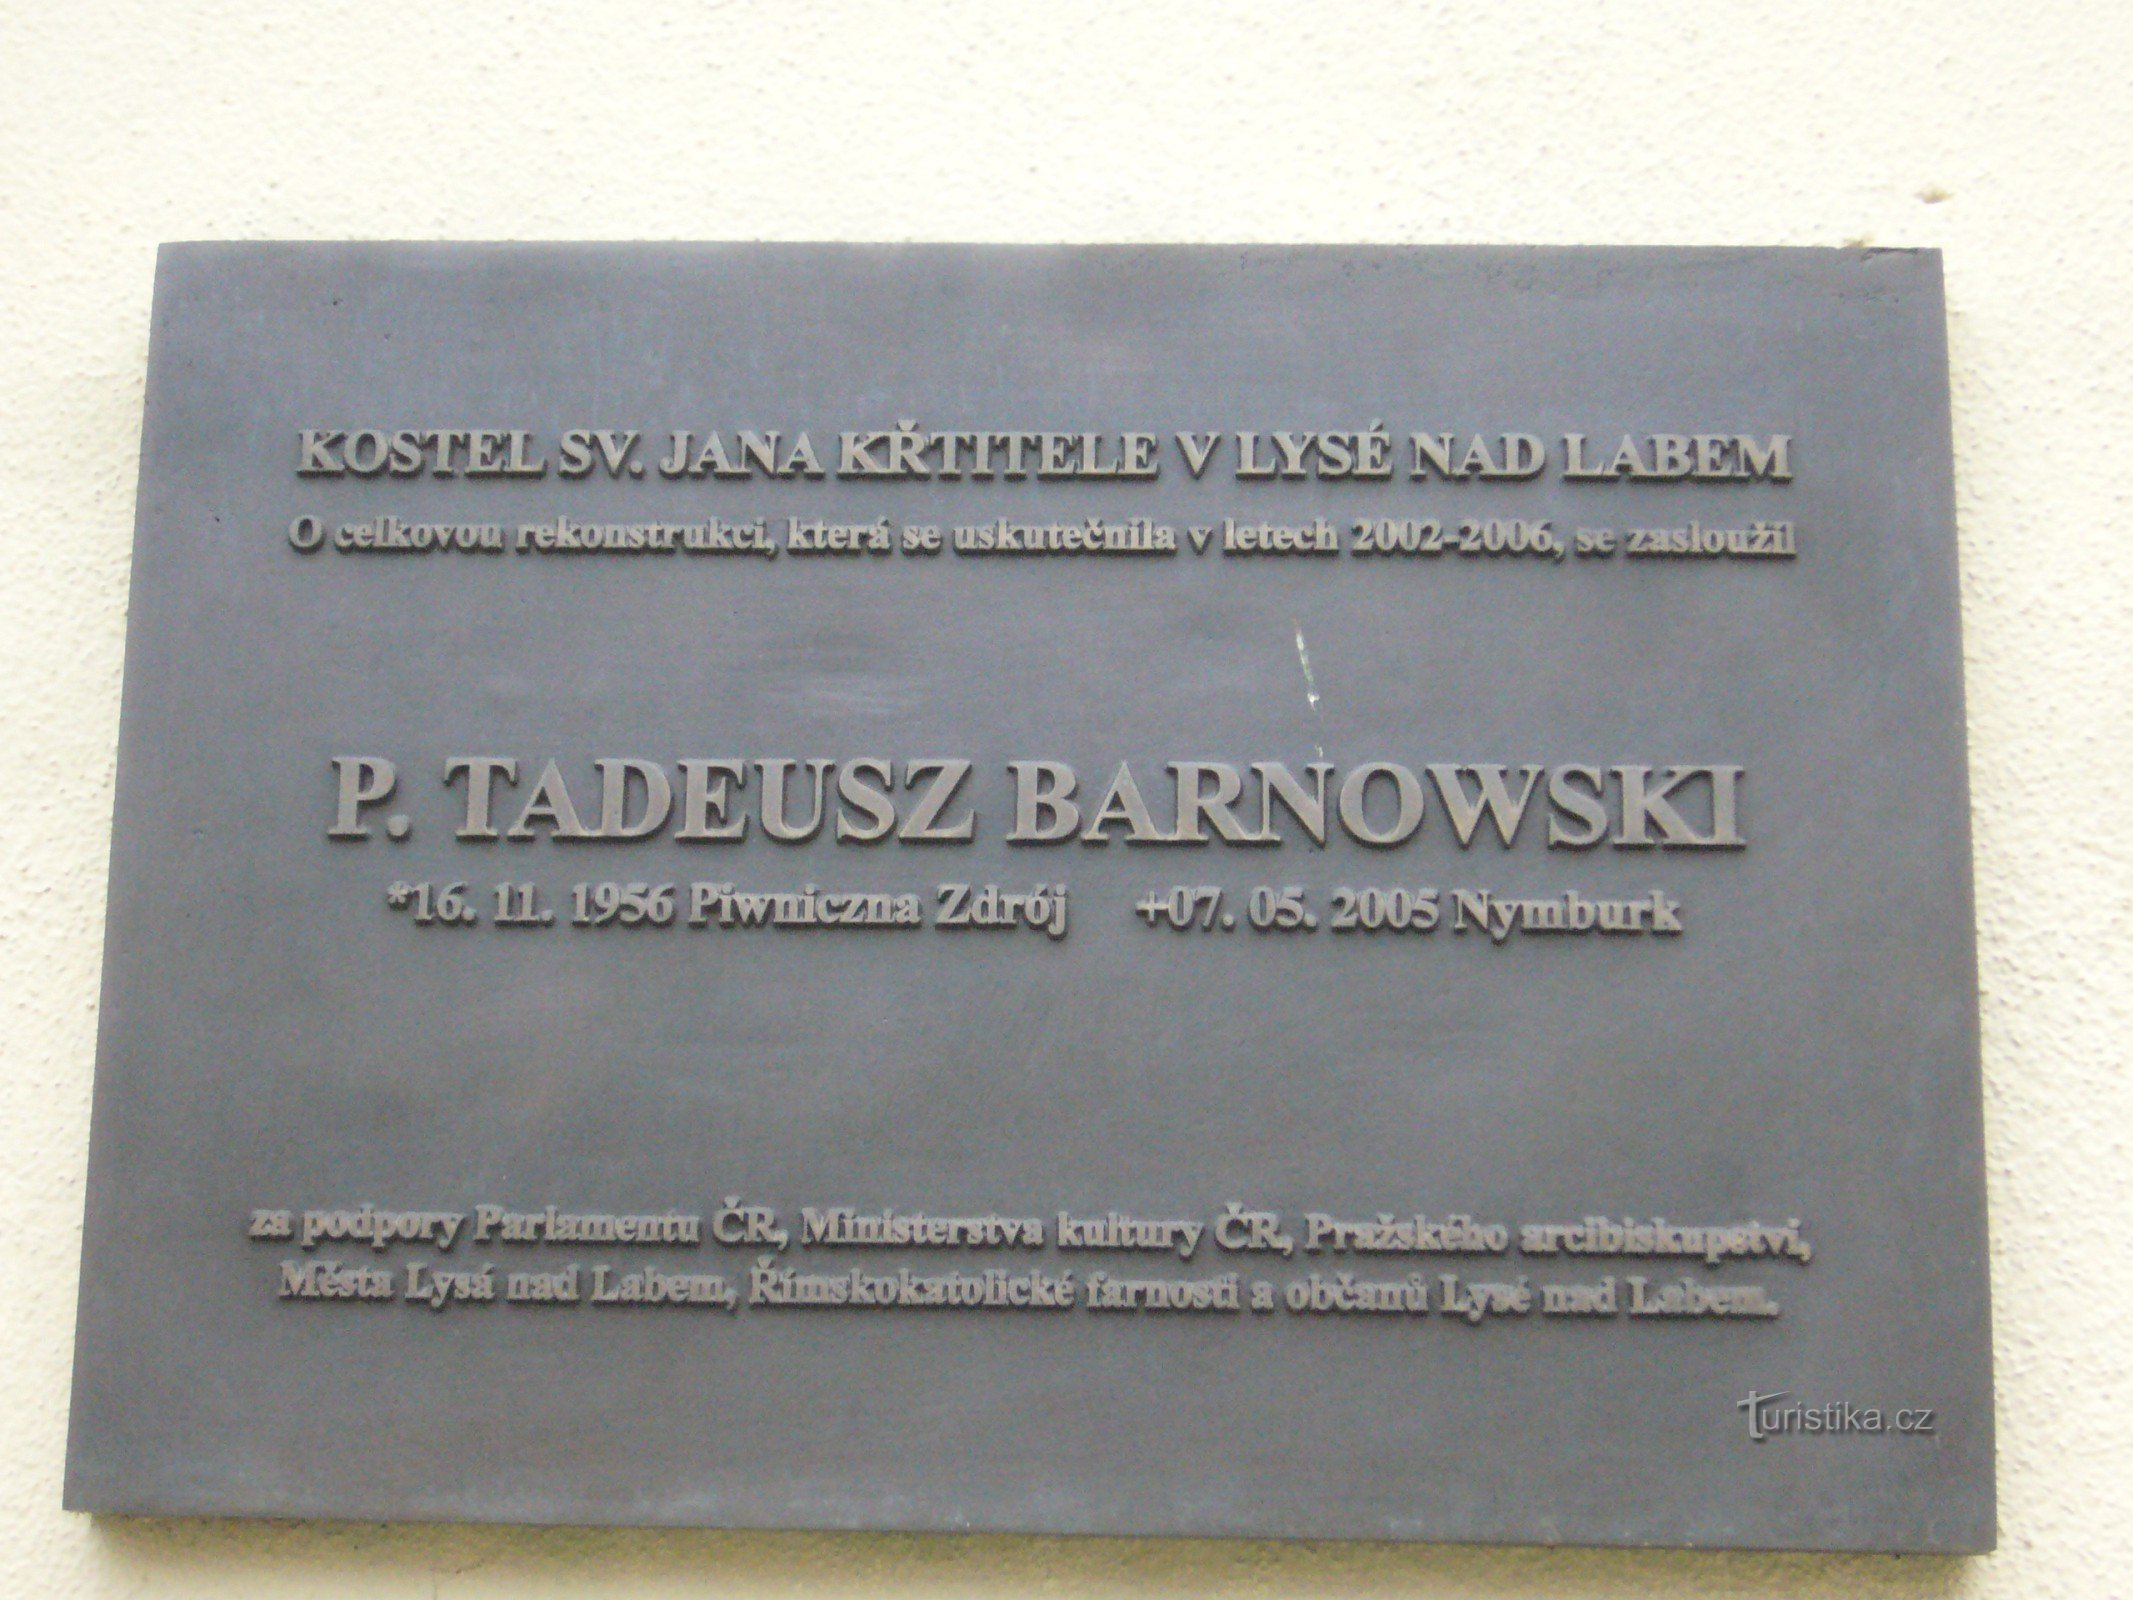 KOSTEL SV. JANA KŘTITELE V LYSÉ NAD LABEM
O celkovou rekonstrukci, která se uskutečnila v letech 2002-2006, se zasloužil
P. TADEUSZ BARNOWSKI
*16. 11. 1956 Piwniczna Zdrój +07. 05. 2005 Nymburk
za podpory Parlamentu ČR, Ministerstva kultury ČR, Pražského arcibiskupství,
Města Lysá nad Labem, Římskokatolické farnosti a občanů Lysé nad Labem.
Turistika.cz